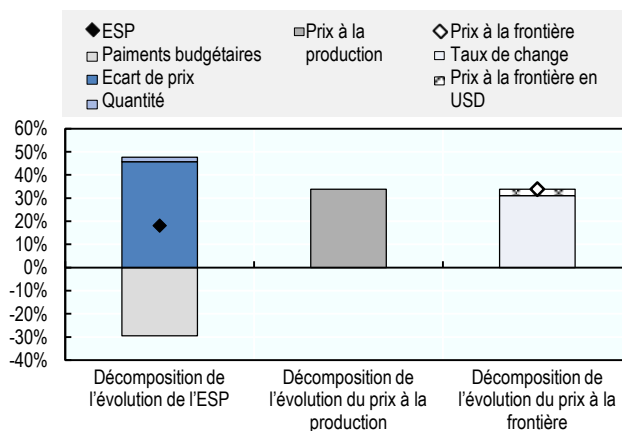 ESP
Paiments budgétaires
Ecart de prix
Quantité
Prix à la
production
Prix à la frontière
Taux de change
Prix à la frontière en
USD
60%
50%
40%
30%
20%
10%
0%
-10%
-20%
-30%
-40%
Décomposition de
l'évolution de l'ESP
Décomposition de
l'évolution du prix à la
production
Décomposition de
l'évolution du prix à la
frontière